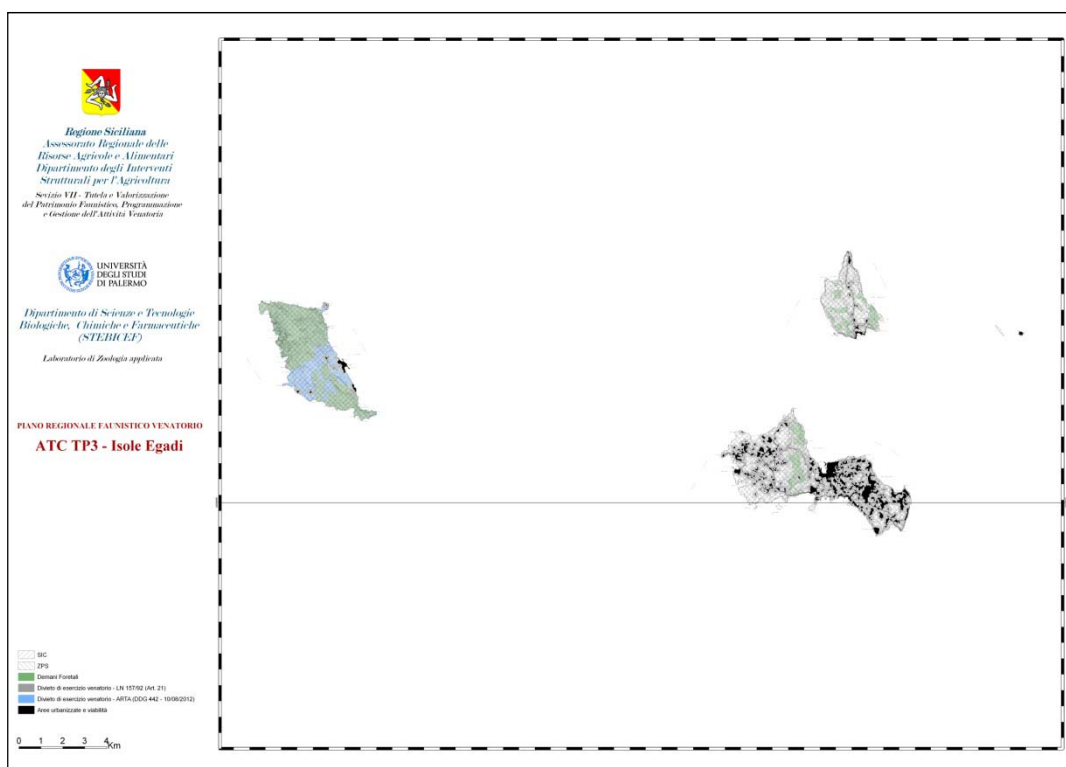 Regione Siciliana
Assessorato Regionale delle
Risorse Agricole e Alimentari
Dipartimento degli Interventi
Strutturali per l'Agricoltura
Sevizio VII - Tutela e Valorizzazione
del Patrimonio Faunistico, Programmazione
e Gestione dell'Attività Venatoria
UNIVERSITÀ
DEGLI STUDI
DI PALERMO
Dipartimento di Scienze e Tecnologie
Biologiche, Chimiche e Farmaceutiche
(STEBICEF)
Laboratorio di Zoologia applicata
PIANO REGIONALE FAUNISTICO VENATORIO
ATC TP3 - Isole Egadi
SIC
ZPS
Demani Foretali
Divieto di esercizio venatorio - LN 157/92 (Art. 21)
Divieto di esercizio venatorio - ARTA (DDG 442 - 10/08/2012)
Aree urbanizzate e viabilità
0 1 2 3 4 Km